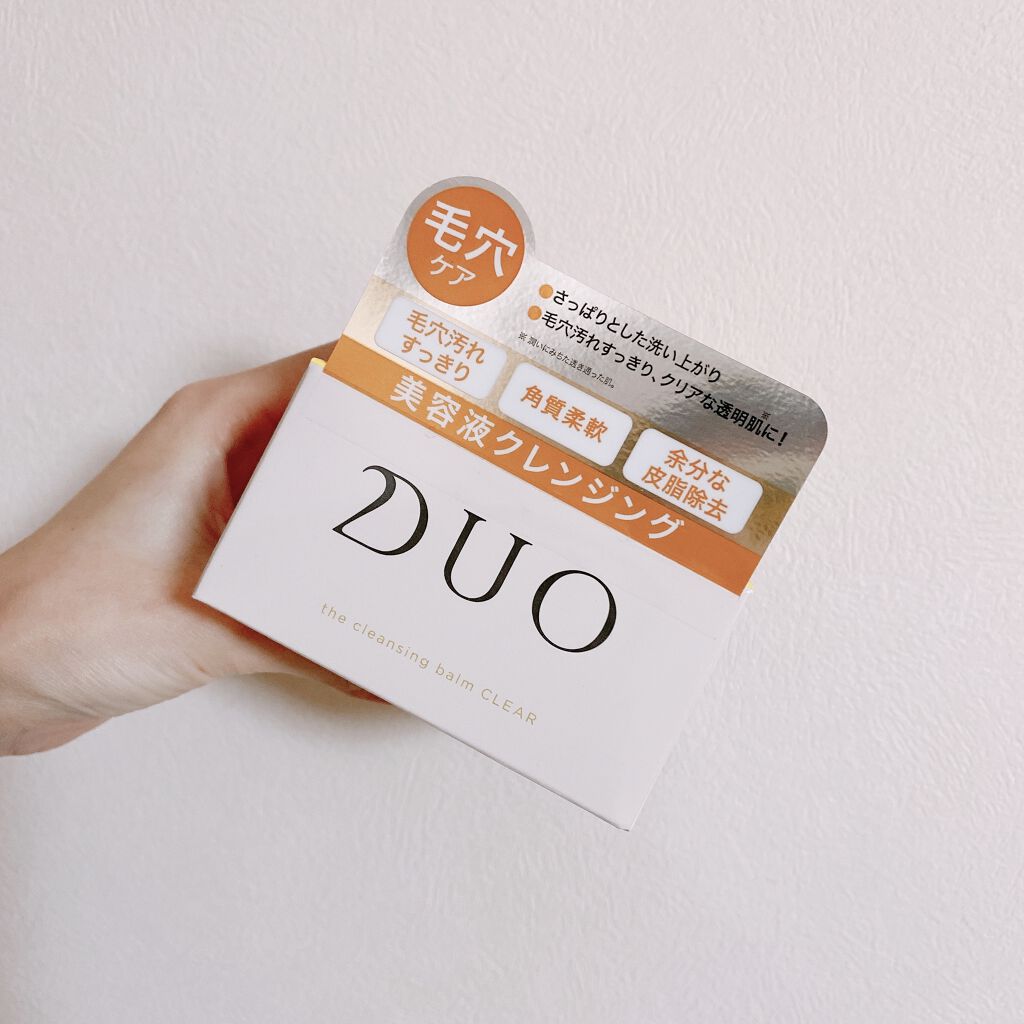 毛穴
ケア
●さっぱりとした洗い上がり
●毛穴汚れすっきり、クリアな透明肌※に!
※ 潤いにみちた透き通った肌。
毛穴汚れ
すっきり
角質柔軟
余分な
皮脂除去
美容液クレンジング
DUO
the cleansing balm CLEAR